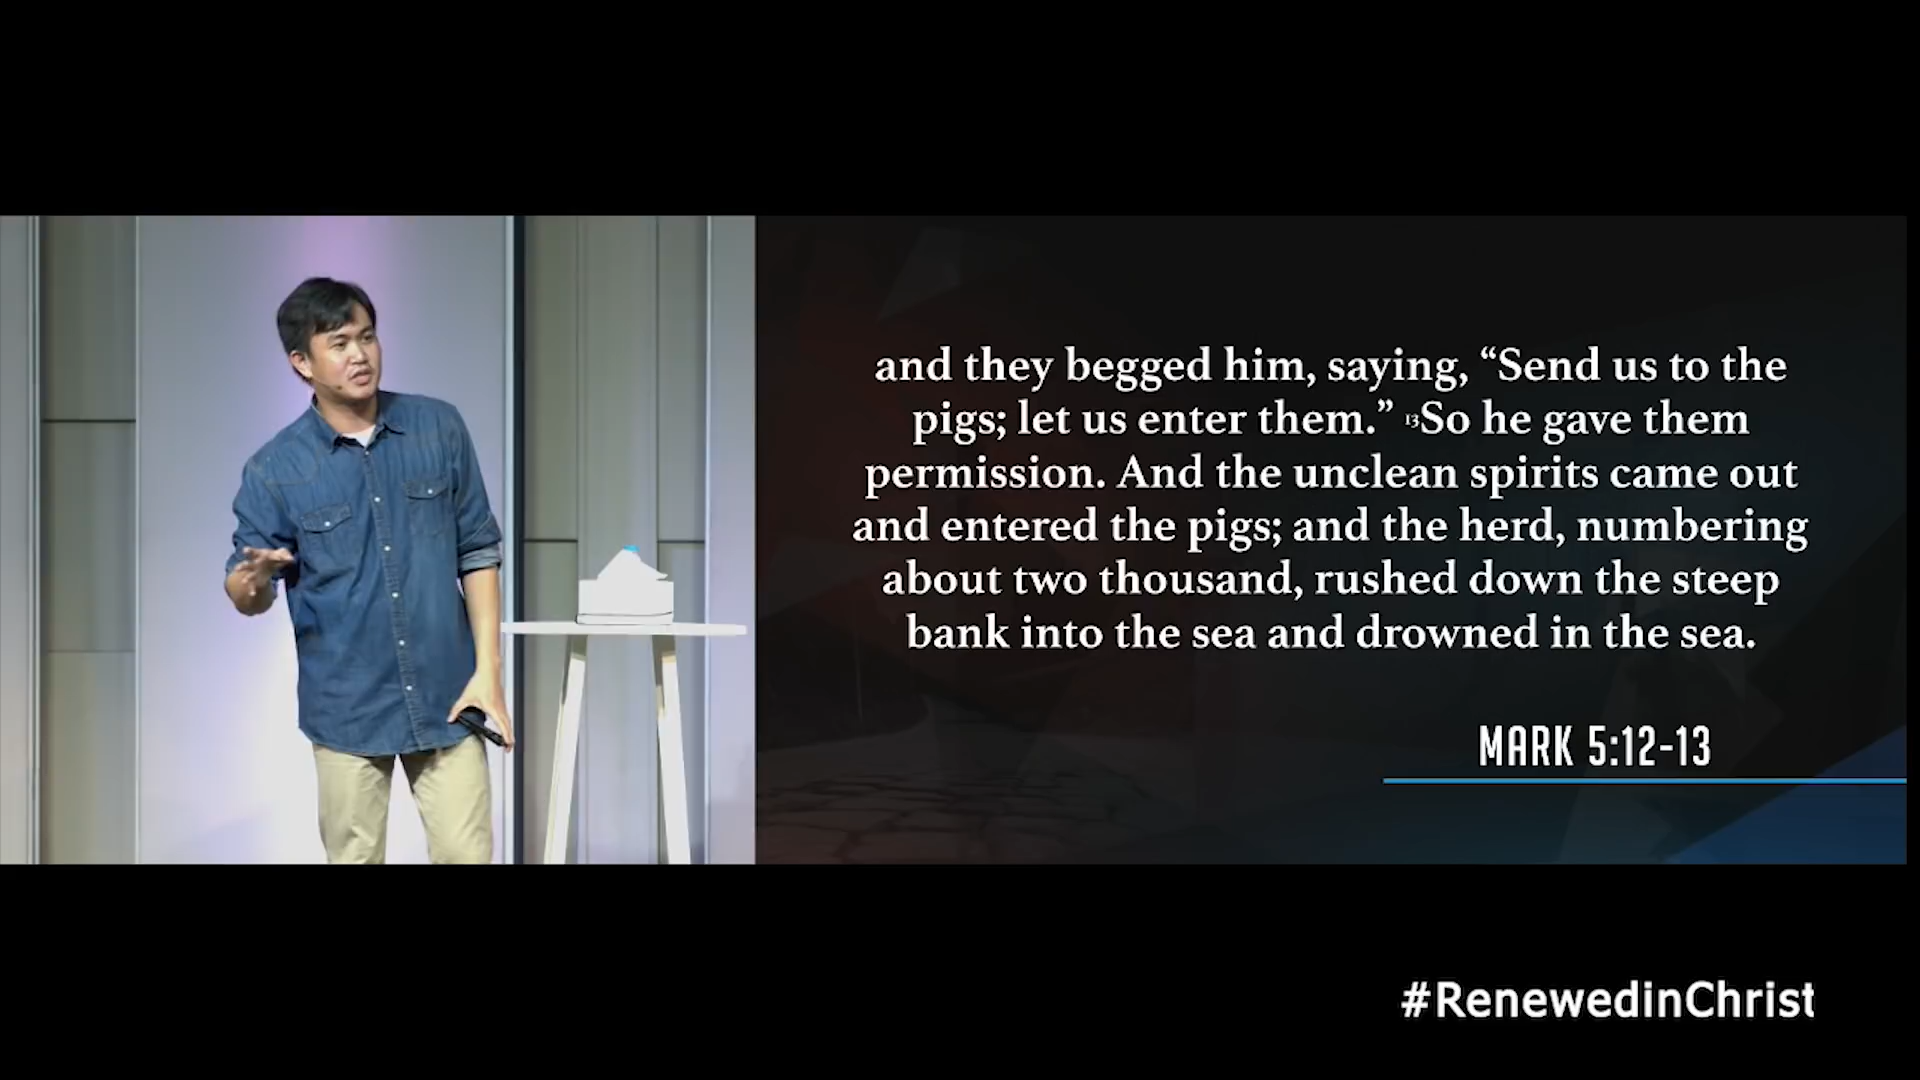 and they begged him, saying, “Send us to the
pigs; let us enter them.” 13So he gave them
permission. And the unclean spirits came out
and entered the pigs; and the herd, numbering
about two thousand, rushed down the steep
bank into the sea and drowned in the sea.
MARK 5:12-13
#RenewedinChrist